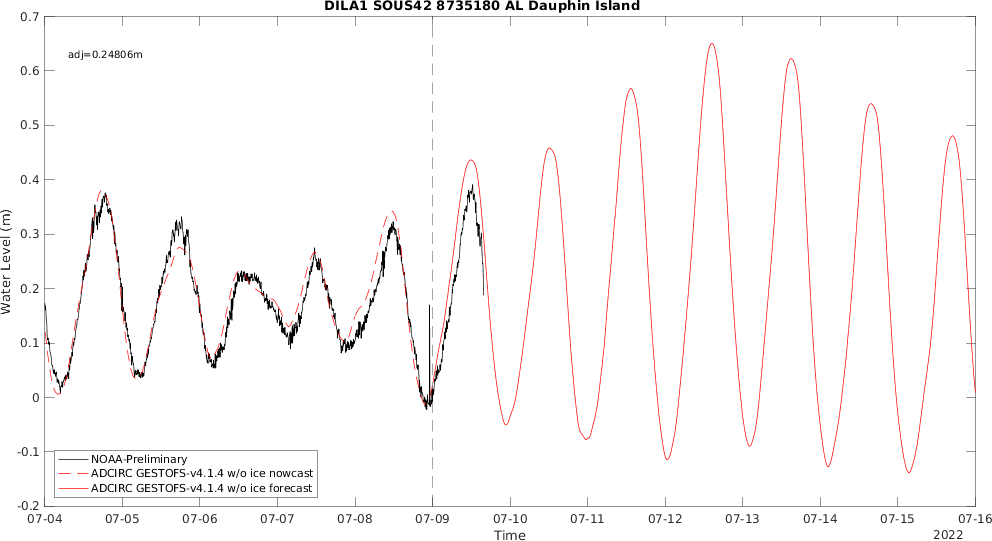 DILA1 SOUS42 8735180 AL Dauphin Island
0.7
adj=0.24806m
0.6
0.5
0.4
0.3
0.2
0.1
0
-0.1
-0.2
Water Level (m)
NOAA-Preliminary
ADCIRC GESTOFS-v4.1.4 w/o ice nowcast
ADCIRC GESTOFS-v4.1.4 w/o ice forecast
07-04 07-05 07-06 07-07 07-08 07-09 07-10 07-11 07-12 07-13 07-14 07-15 07-16
Time
2022